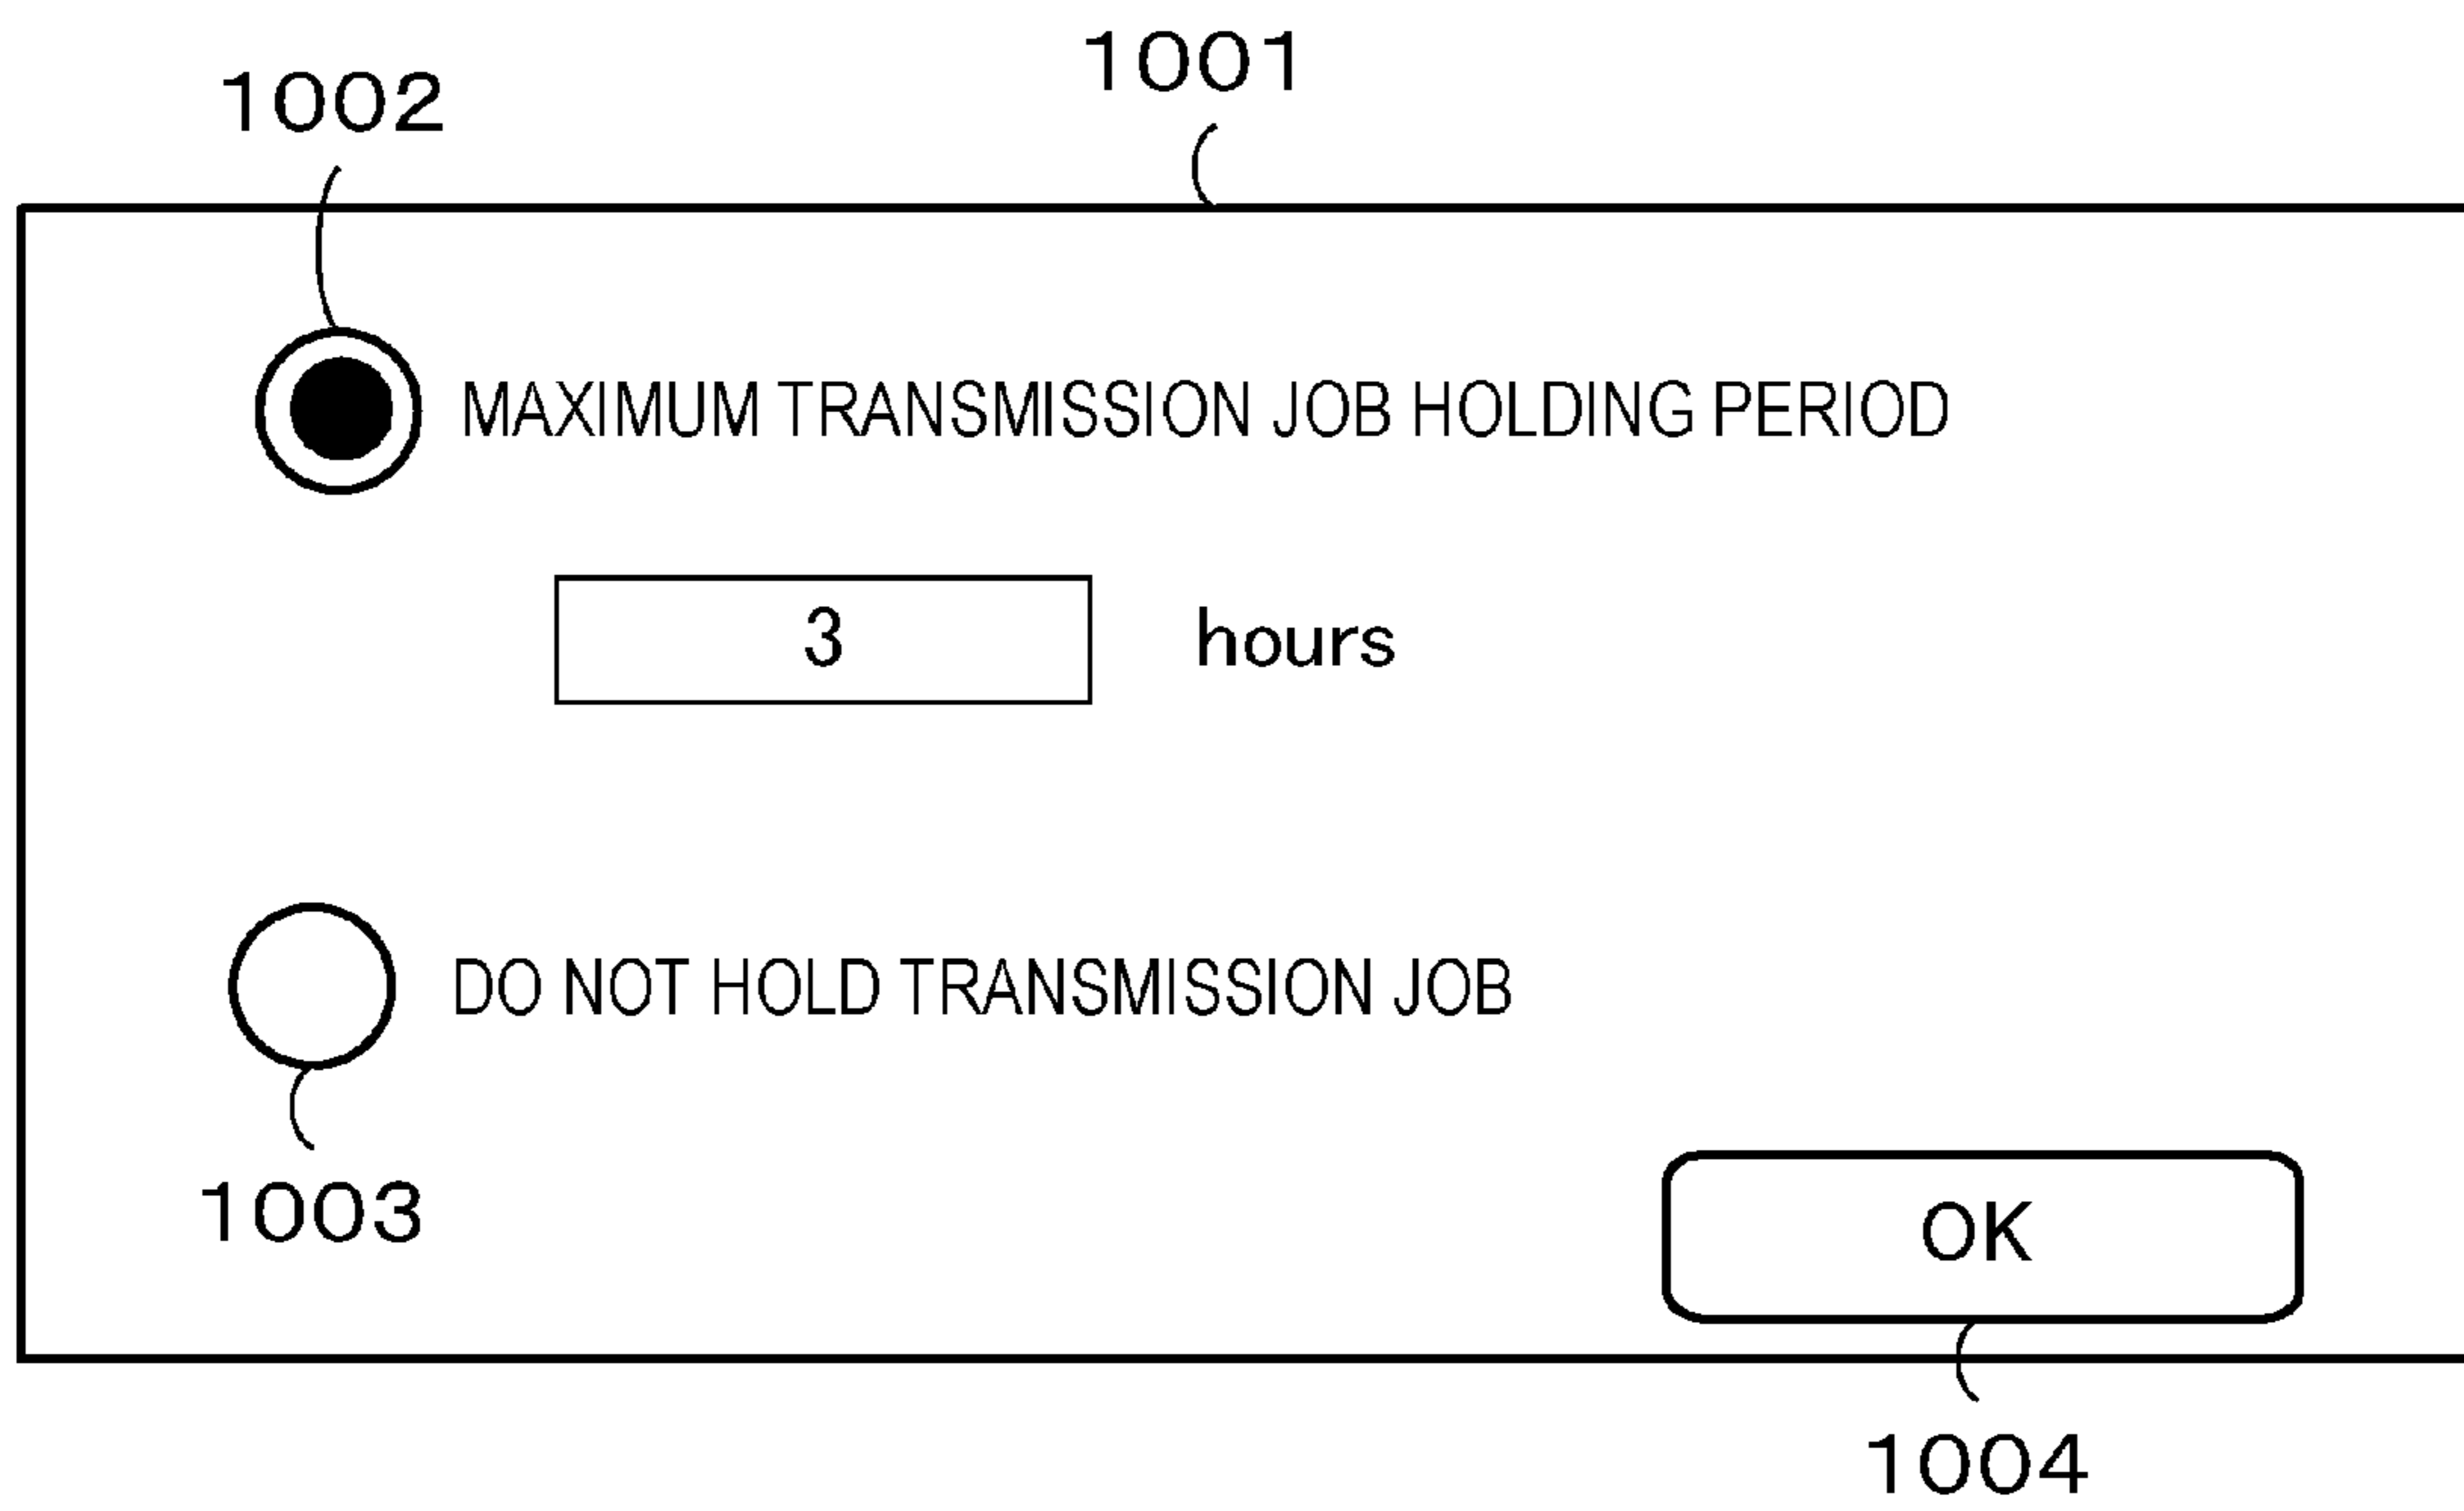 1001
1002
MAXIMUM TRANSMISSION JOB HOLDING PERIOD
3 hours
DO NOT HOLD TRANSMISSION JOB
1003
OK
1004